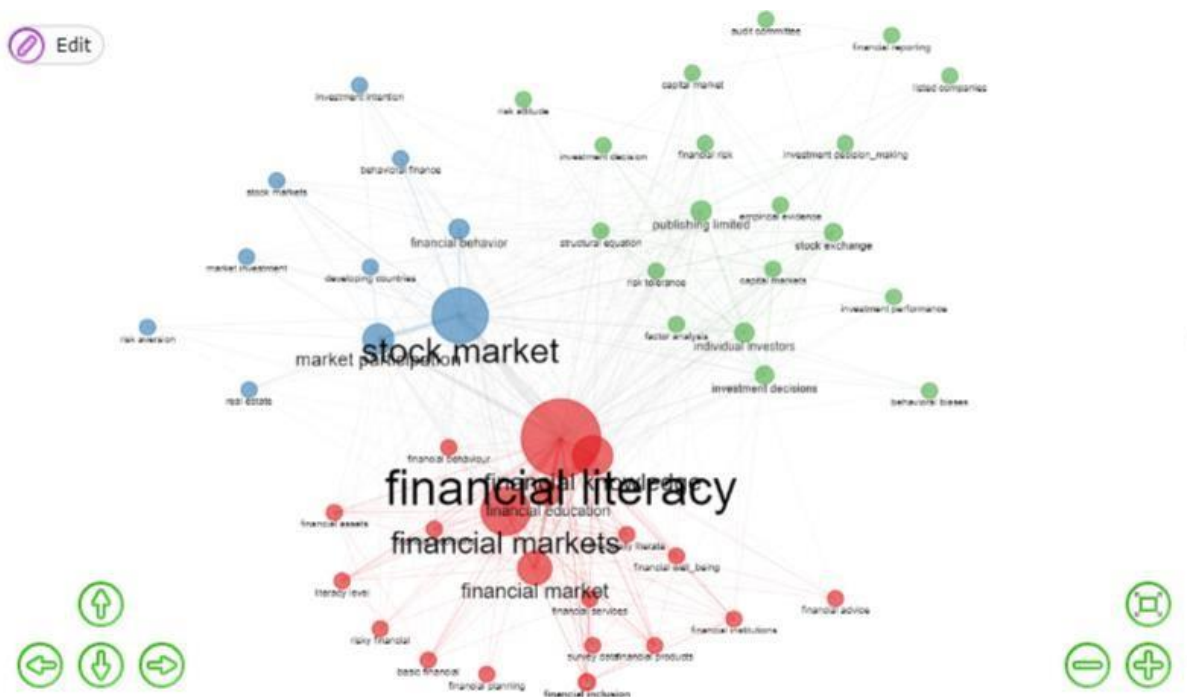 Edit
audit committee
financial reporting
capital market
listed companies
investment intention
risk attitude
investment decision
financial risk
investment decision_making
behavioral finance
stock markets
publishing limited
empirical evidence
financial behavior
structural equation
stock exchange
market investment
developing countries
risk tolerance
capital markets
investment performance
risk aversion
factor analysis
individual investors
stock market
market participation
investment decisions
real estate
behavioral biases
financial behaviour
financial knowledge
financial literacy
financial education
financial assets
financial markets
literate
financial well_being
literacy level
financial market
financial services
financial advice
risky financial
financial institutions
survey data
financial products
basic financial
financial planning
financial inclusion